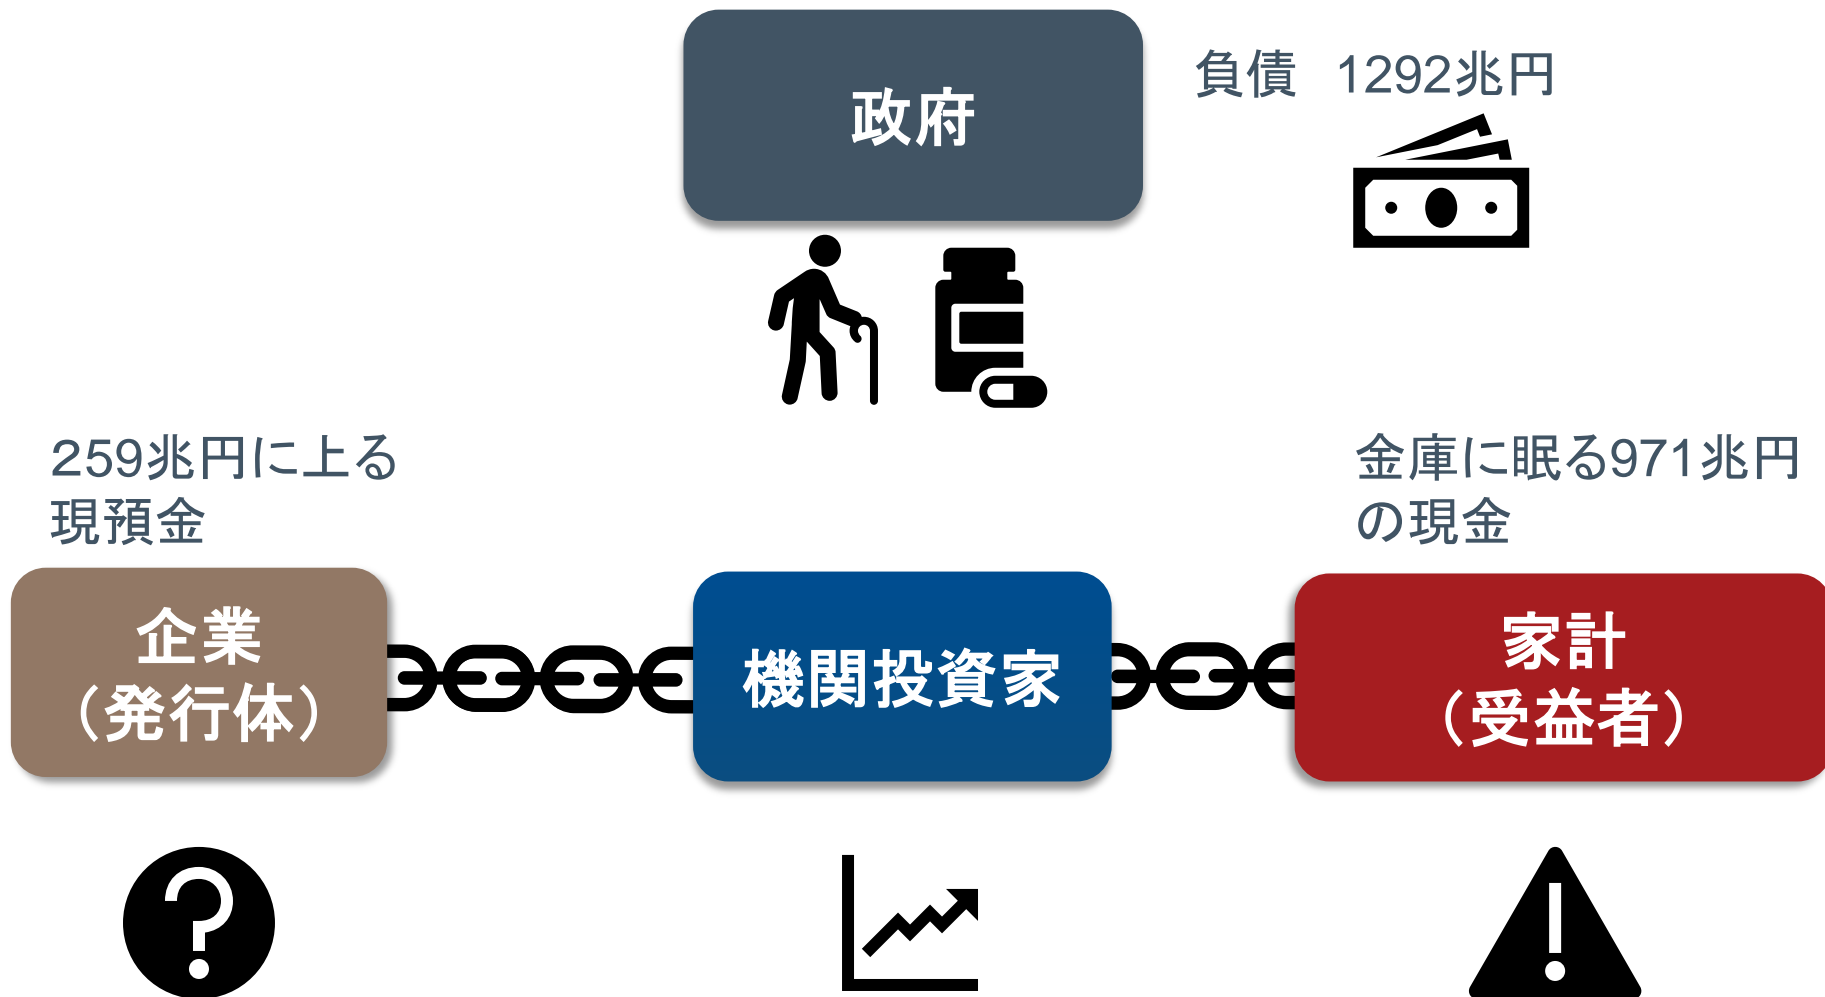 政府
負債　1292兆円
２59兆円に上る
現預金
金庫に眠る971兆円
の現金
企業
（発行体）
機関投資家
家計
（受益者）